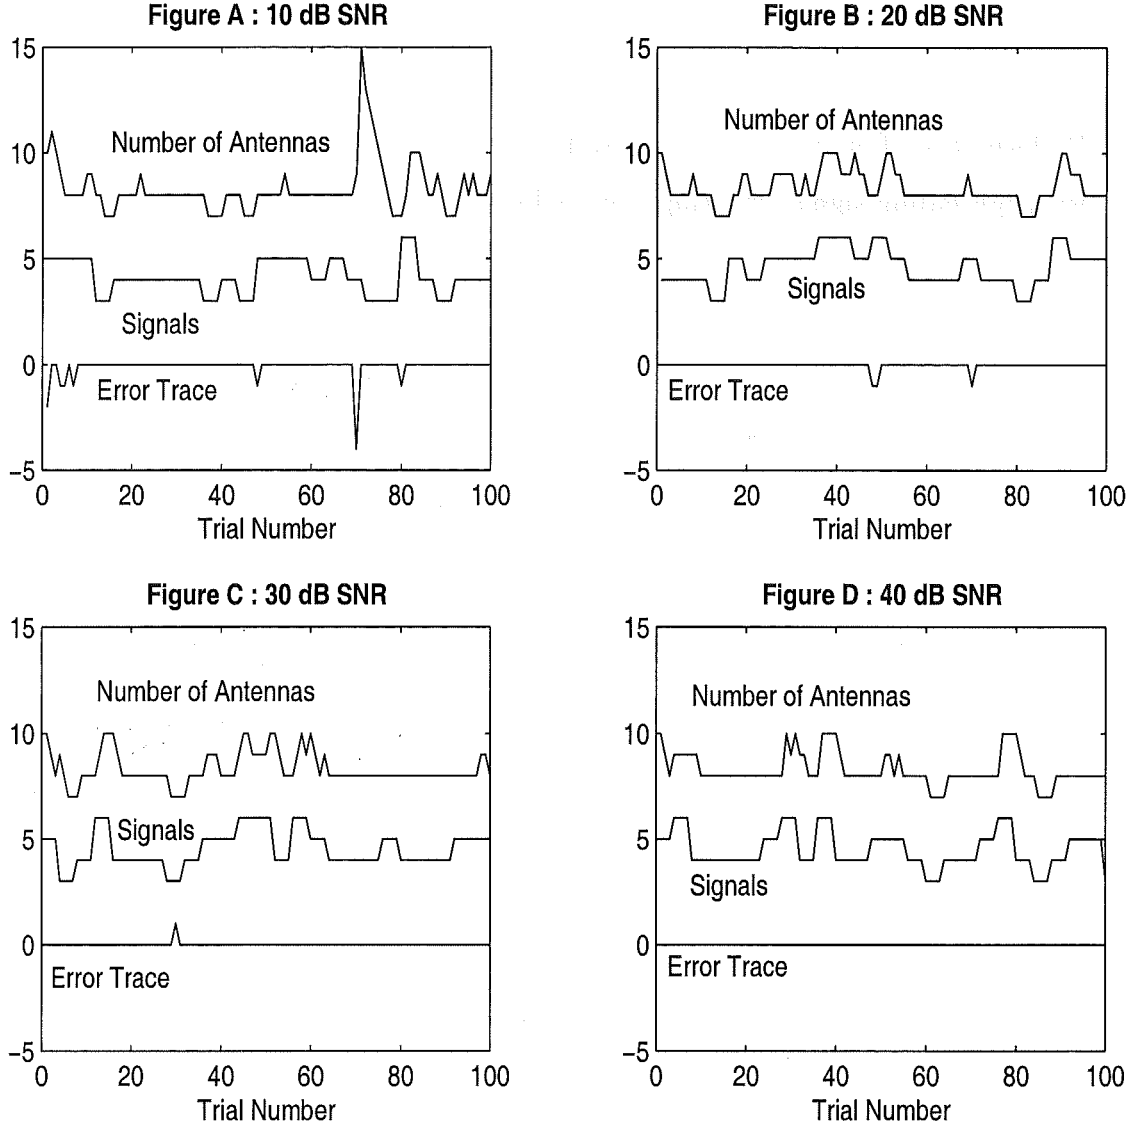 Figure A : 10 dB SNR
15
10
5
0
−5
Number of Antennas
Signals
Error Trace
0 20 40 60 80 100
Trial Number
Figure B : 20 dB SNR
15
10
5
0
−5
Number of Antennas
Signals
Error Trace
0 20 40 60 80 100
Trial Number
Figure C : 30 dB SNR
15
10
5
0
−5
Number of Antennas
Signals
Error Trace
0 20 40 60 80 100
Trial Number
Figure D : 40 dB SNR
15
10
5
0
−5
Number of Antennas
Signals
Error Trace
0 20 40 60 80 100
Trial Number